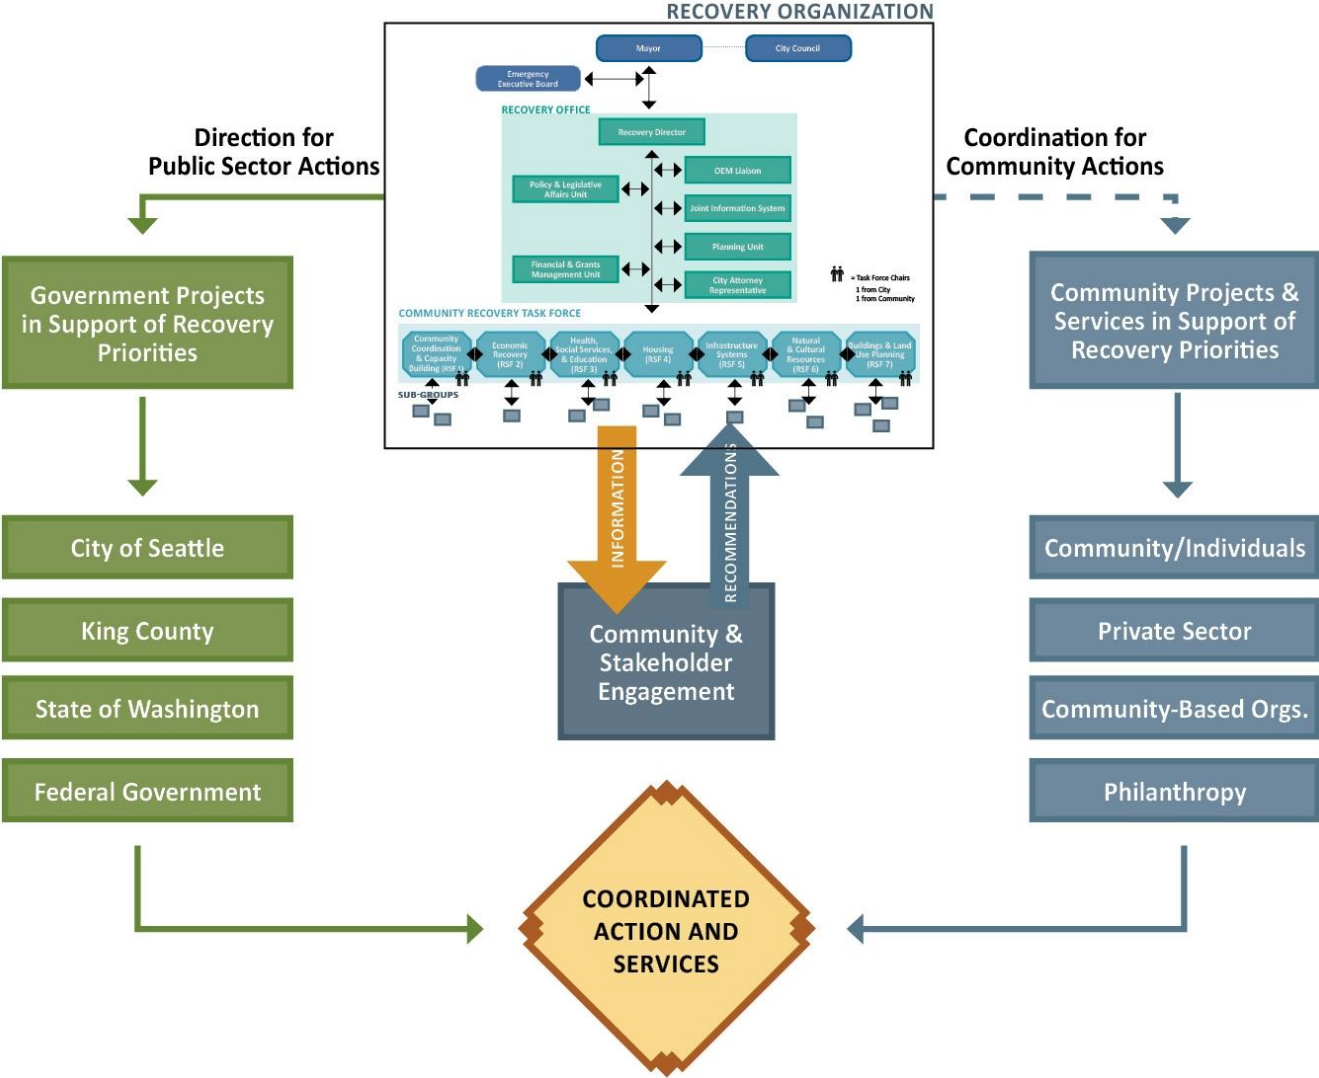 RECOVERY ORGANIZATION
Mayor
City Council
Emergency
Executive Board
RECOVERY OFFICE
Recovery Director
OEM Liaison
Policy & Legislative
Affairs Unit
Joint Information System
Planning Unit
Financial & Grants
Management Unit
City Attorney
Representative
= Task Force Chairs
1 from City
1 from Community
COMMUNITY RECOVERY TASK FORCE
Community
Coordination
& Capacity
Building (RSF 1)
Economic
Recovery
(RSF 2)
Health,
Social Services,
& Education
(RSF 3)
Housing
(RSF 4)
Infrastructure
Systems
(RSF 5)
Natural
& Cultural
Resources
(RSF 6)
Buildings & Land
Use Planning
(RSF 7)
SUB-GROUPS
Direction for
Public Sector Actions
Coordination for
Community Actions
Government Projects
in Support of Recovery
Priorities
City of Seattle
King County
State of Washington
Federal Government
INFORMATION
RECOMMENDATIONS
Community &
Stakeholder
Engagement
Community Projects &
Services in Support of
Recovery Priorities
Community/Individuals
Private Sector
Community-Based Orgs.
Philanthropy
COORDINATED
ACTION AND
SERVICES